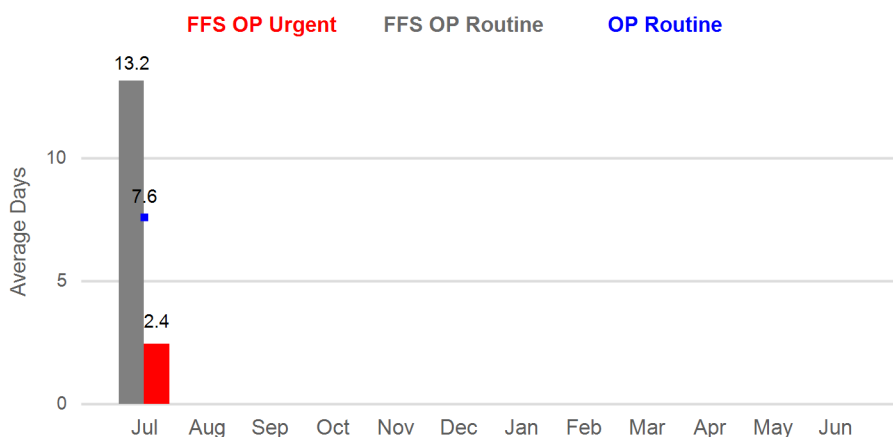 FFS OP Urgent FFS OP Routine OP Routine
13.2
10
7.6
Average Days
5
2.4
0
Jul Aug Sep Oct Nov Dec Jan Feb Mar Apr May Jun